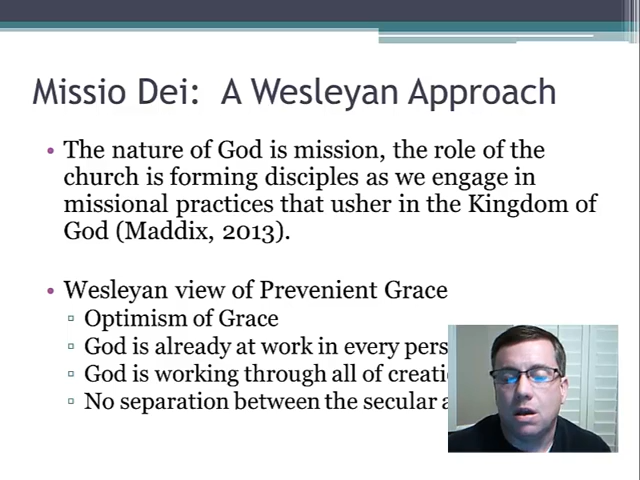 Missio Dei: A Wesleyan Approach
• The nature of God is mission, the role of the
church is forming disciples as we engage in
missional practices that usher in the Kingdom of
God (Maddix, 2013).
• Wesleyan view of Prevenient Grace
▫ Optimism of Grace
▫ God is already at work in every
▫ God is working through all of
▫ No separation between the secular